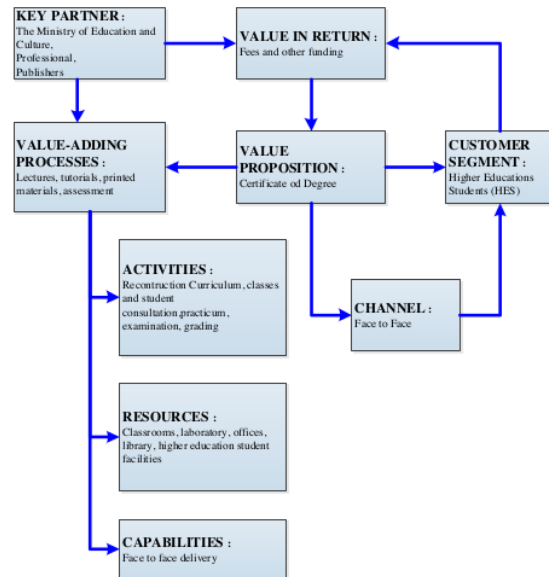 KEY PARTNER :
The Ministry of Education and
Culture,
Professional,
Publishers
VALUE IN RETURN :
Fees and other funding
VALUE-ADDING
PROCESSES :
Lectures, tutorials, printed
materials, assessment
VALUE
PROPOSITION :
Certificate od Degree
CUSTOMER
SEGMENT :
Higher Educations
Students (HES)
ACTIVITIES :
Recontruction Curriculum, classes
and student
consultation,practicum,
examination, grading
CHANNEL :
Face to Face
RESOURCES :
Classrooms, laboratory, offices,
library, higher education student
facilities
CAPABILITIES :
Face to face delivery